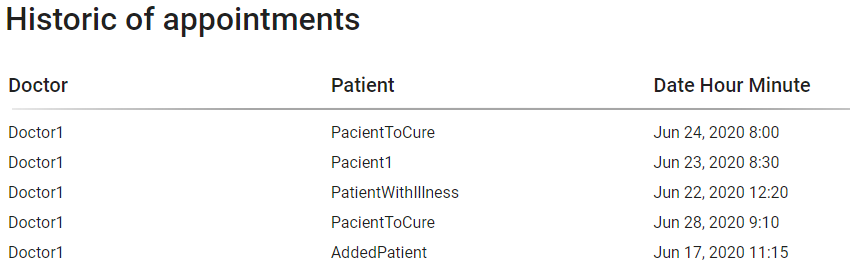 Historic of appointments
Doctor Patient Date Hour Minute
Doctor1 PacientToCure Jun 24, 2020 8:00
Doctor1 Pacient1 Jun 23, 2020 8:30
Doctor1 PatientWithIllness Jun 22, 2020 12:20
Doctor1 PacientToCure Jun 28, 2020 9:10
Doctor1 AddedPatient Jun 17, 2020 11:15